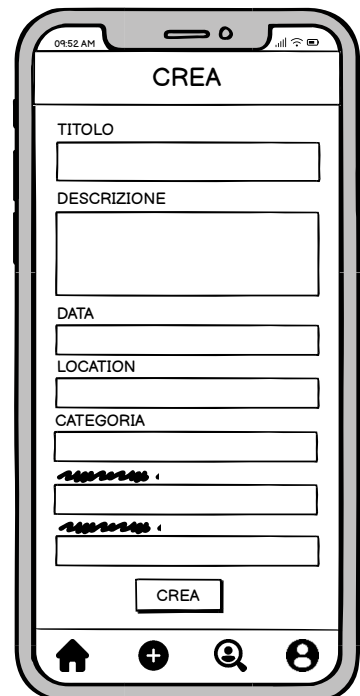 09:52 AM
CREA
TITOLO
DESCRIZIONE
DATA
LOCATION
CATEGORIA
CREA